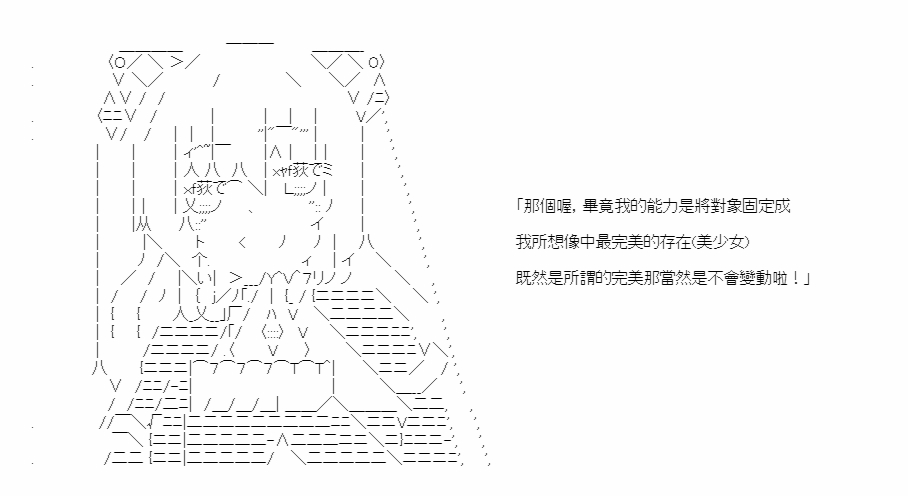 「那個喔, 畢竟我的能力是將對象固定成
我所想像中最完美的存在(美少女)
既然是所謂的完美那當然是不會變動啦！」